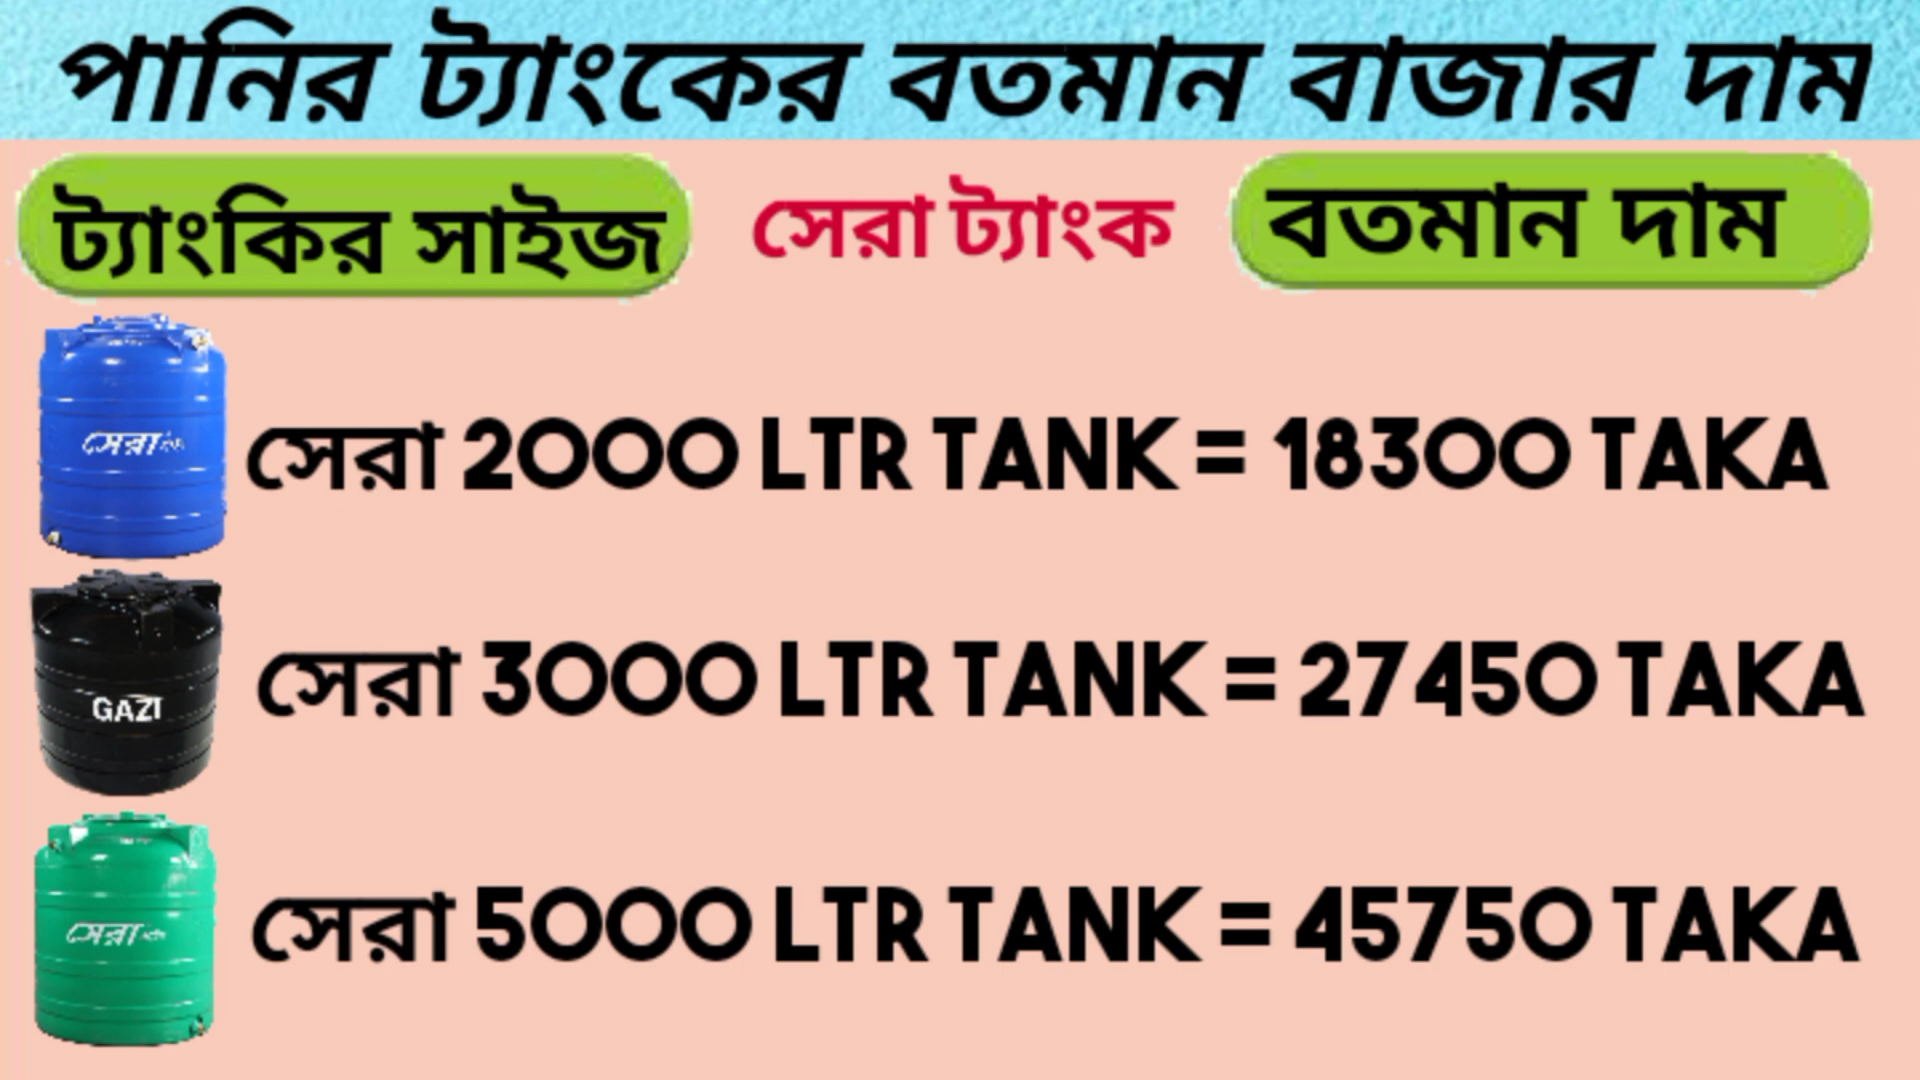 পানির ট্যাংকের বতমান বাজার দাম
ট্যাংকির সাইজ
সেরা ট্যাংক
বতমান দাম
সেরা
সেরা 2000 LTR TANK = 18300 TAKA
GAZI
সেরা 3000 LTR TANK = 27450 TAKA
সেরা
সেরা 5000 LTR TANK = 45750 TAKA